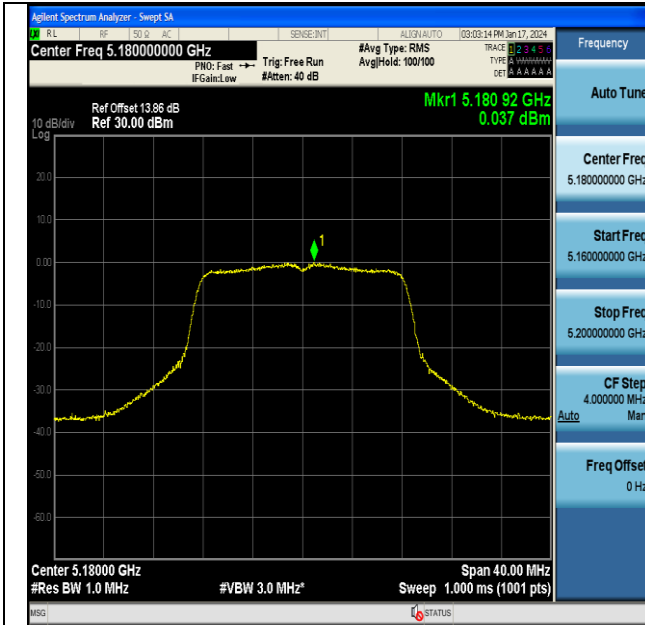 Agilent Spectrum Analyzer - Swept SA
RL RF 50 Ω AC SENSE:INT ALIGN AUTO 03:03:14 PM Jan 17, 2024
Center Freq 5.180000000 GHz
PNO: Fast
IFGain:Low
Trig: Free Run
#Atten: 40 dB
#Avg Type: RMS
Avg|Hold: 100/100
TRACE 1 2 3 4 5 6
TYPE A
DET A A A A A A
Mkr1 5.180 92 GHz
0.037 dBm
Ref Offset 13.86 dB
10 dB/div Ref 30.00 dBm
Log
20.0
10.0
0.00
-10.0
-20.0
-30.0
-40.0
-50.0
-60.0
1
Center 5.18000 GHz Span 40.00 MHz
#Res BW 1.0 MHz #VBW 3.0 MHz* Sweep 1.000 ms (1001 pts)
MSG STATUS
Frequency
Auto Tune
Center Freq
5.180000000 GHz
Start Freq
5.160000000 GHz
Stop Freq
5.200000000 GHz
CF Step
4.000000 MHz
Auto Man
Freq Offset
0 Hz